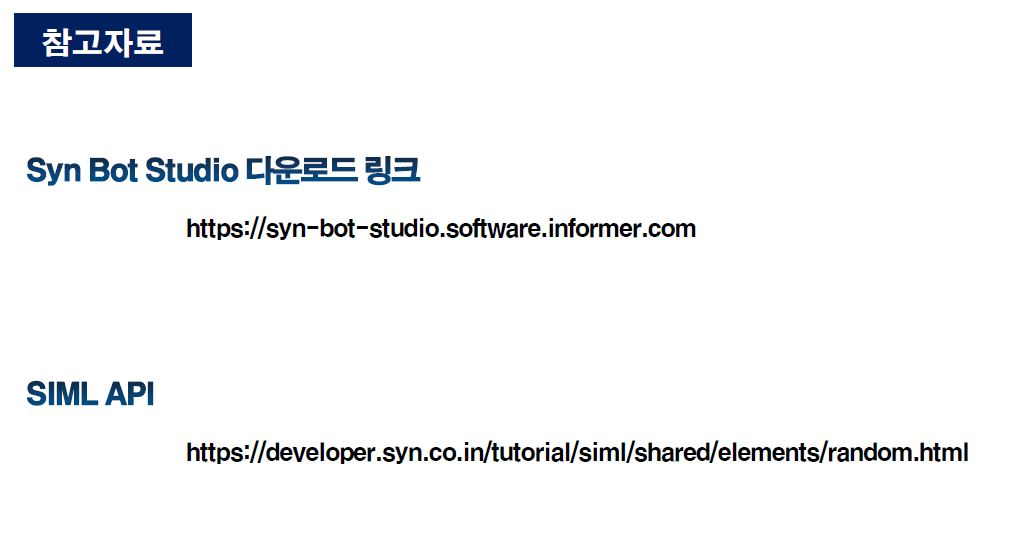 참고자료
Syn Bot Studio 다운로드 링크
https://syn-bot-studio.software.informer.com
SIML API
https://developer.syn.co.in/tutorial/siml/shared/elements/random.html